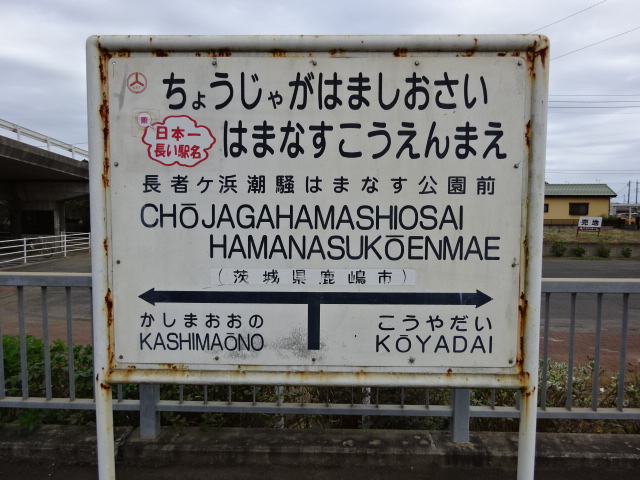 ちょうじゃがはましおさい
日本一
長い駅名
はまなすこうえんまえ
長者ヶ浜潮騒はまなす公園前
CHŌJAGAHAMASHIOSAI
HAMANASUKŌENMAE
(茨城県鹿嶋市)
かしまおおの
こうやだい
KASHIMAŌNO
KŌYADAI
売地